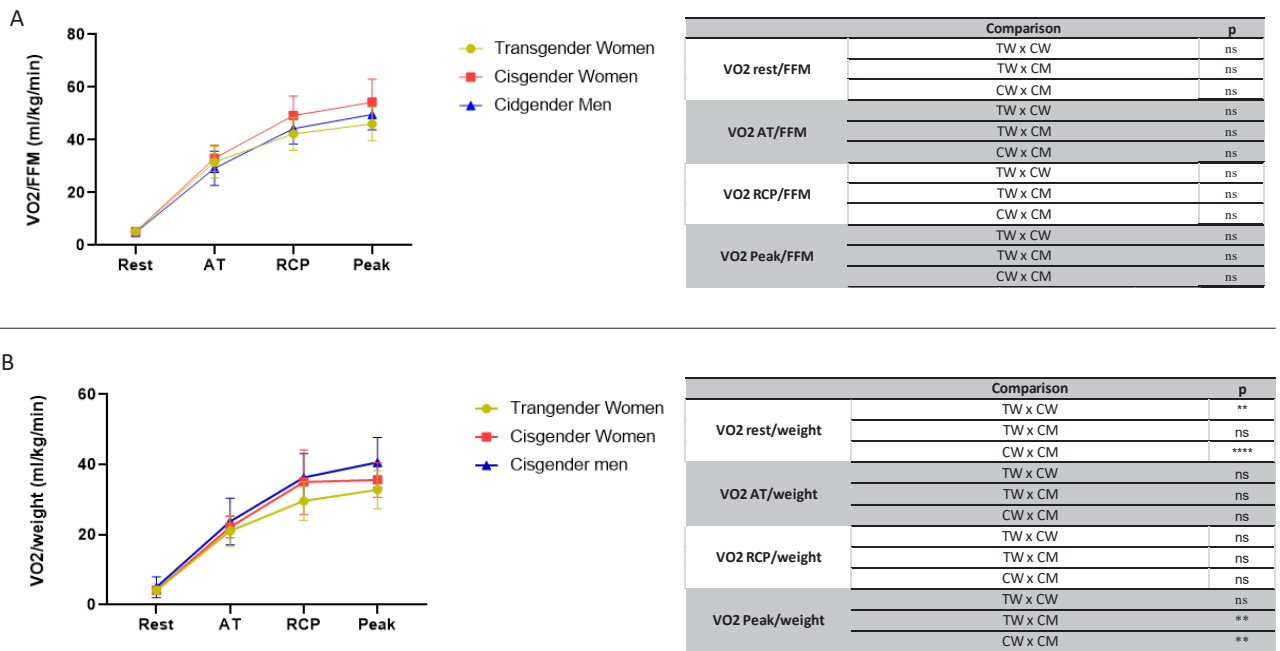 A
VO2/FFM (ml/kg/min)
80
60
40
20
0
Rest AT RCP Peak
Transgender Women
Cisgender Women
Cidgender Men
Comparison p
VO2 rest/FFM
TW x CW ns
TW x CM ns
CW x CM ns
VO2 AT/FFM
TW x CW ns
TW x CM ns
CW x CM ns
VO2 RCP/FFM
TW x CW ns
TW x CM ns
CW x CM ns
VO2 Peak/FFM
TW x CW ns
TW x CM ns
CW x CM ns
B
VO2/weight (ml/kg/min)
60
40
20
0
Rest AT RCP Peak
Trangender Women
Cisgender Women
Cisgender men
Comparison p
VO2 rest/weight
TW x CW **
TW x CM ns
CW x CM ****
VO2 AT/weight
TW x CW ns
TW x CM ns
CW x CM ns
VO2 RCP/weight
TW x CW ns
TW x CM ns
CW x CM ns
VO2 Peak/weight
TW x CW ns
TW x CM **
CW x CM **